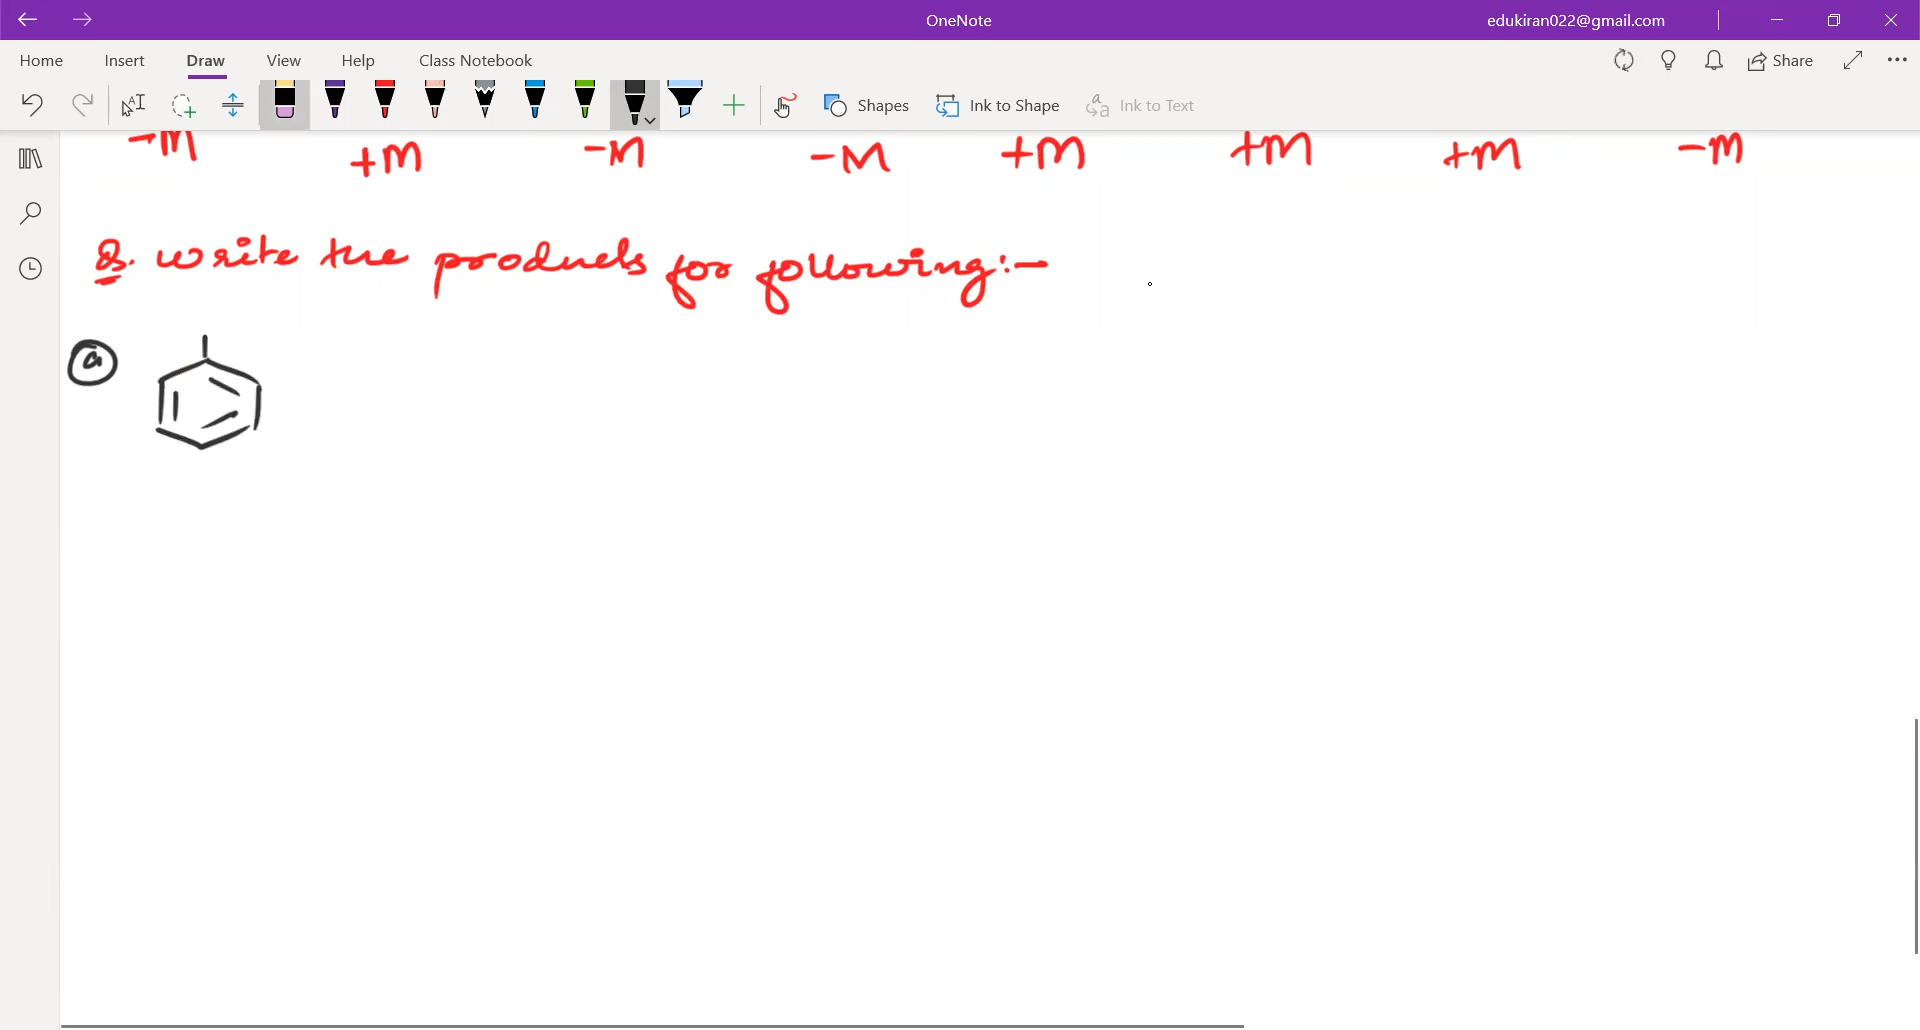 OneNote
edukiran022@gmail.com
Home Insert Draw View Help Class Notebook Share
Shapes Ink to Shape Ink to Text
-M +M -M -M +M +M +M -M
Q. write the products for following:-
a